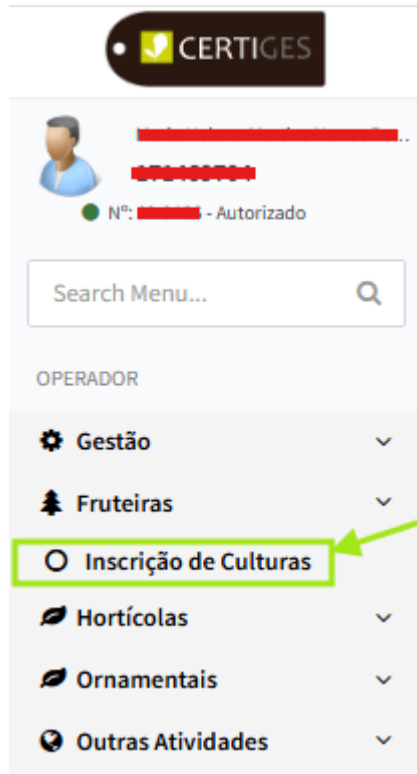 CERTIGES
Nº: - Autorizado
Search Menu...
OPERADOR
Gestão
Fruteiras
Inscrição de Culturas
Hortícolas
Ornamentais
Outras Atividades